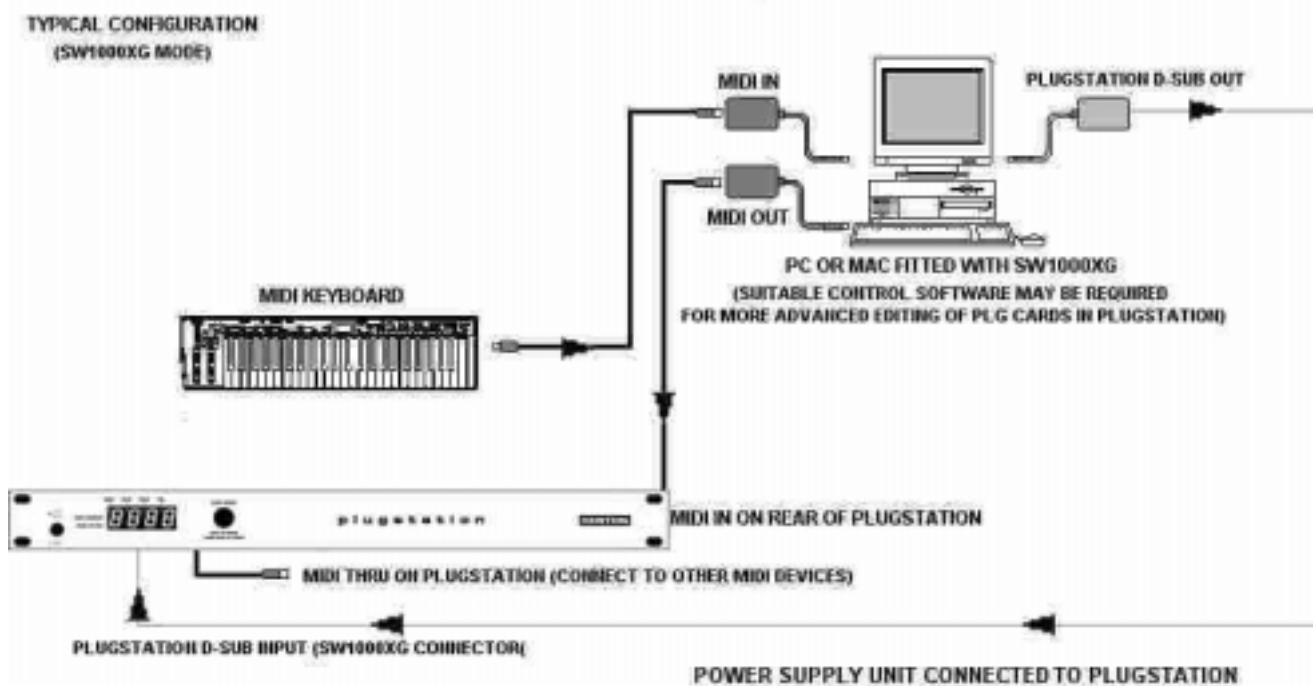 TYPICAL CONFIGURATION
(SW1000XG MODE)
MIDI IN
PLUGSTATION D-SUB OUT
MIDI OUT
PC OR MAC FITTED WITH SW1000XG
(SUITABLE CONTROL SOFTWARE MAY BE REQUIRED
FOR MORE ADVANCED EDITING OF PLG CARDS IN PLUGSTATION)
MIDI KEYBOARD
plugstation
MIDI IN ON REAR OF PLUGSTATION
MIDI THRU ON PLUGSTATION (CONNECT TO OTHER MIDI DEVICES)
PLUGSTATION D-SUB INPUT (SW1000XG CONNECTOR(
POWER SUPPLY UNIT CONNECTED TO PLUGSTATION